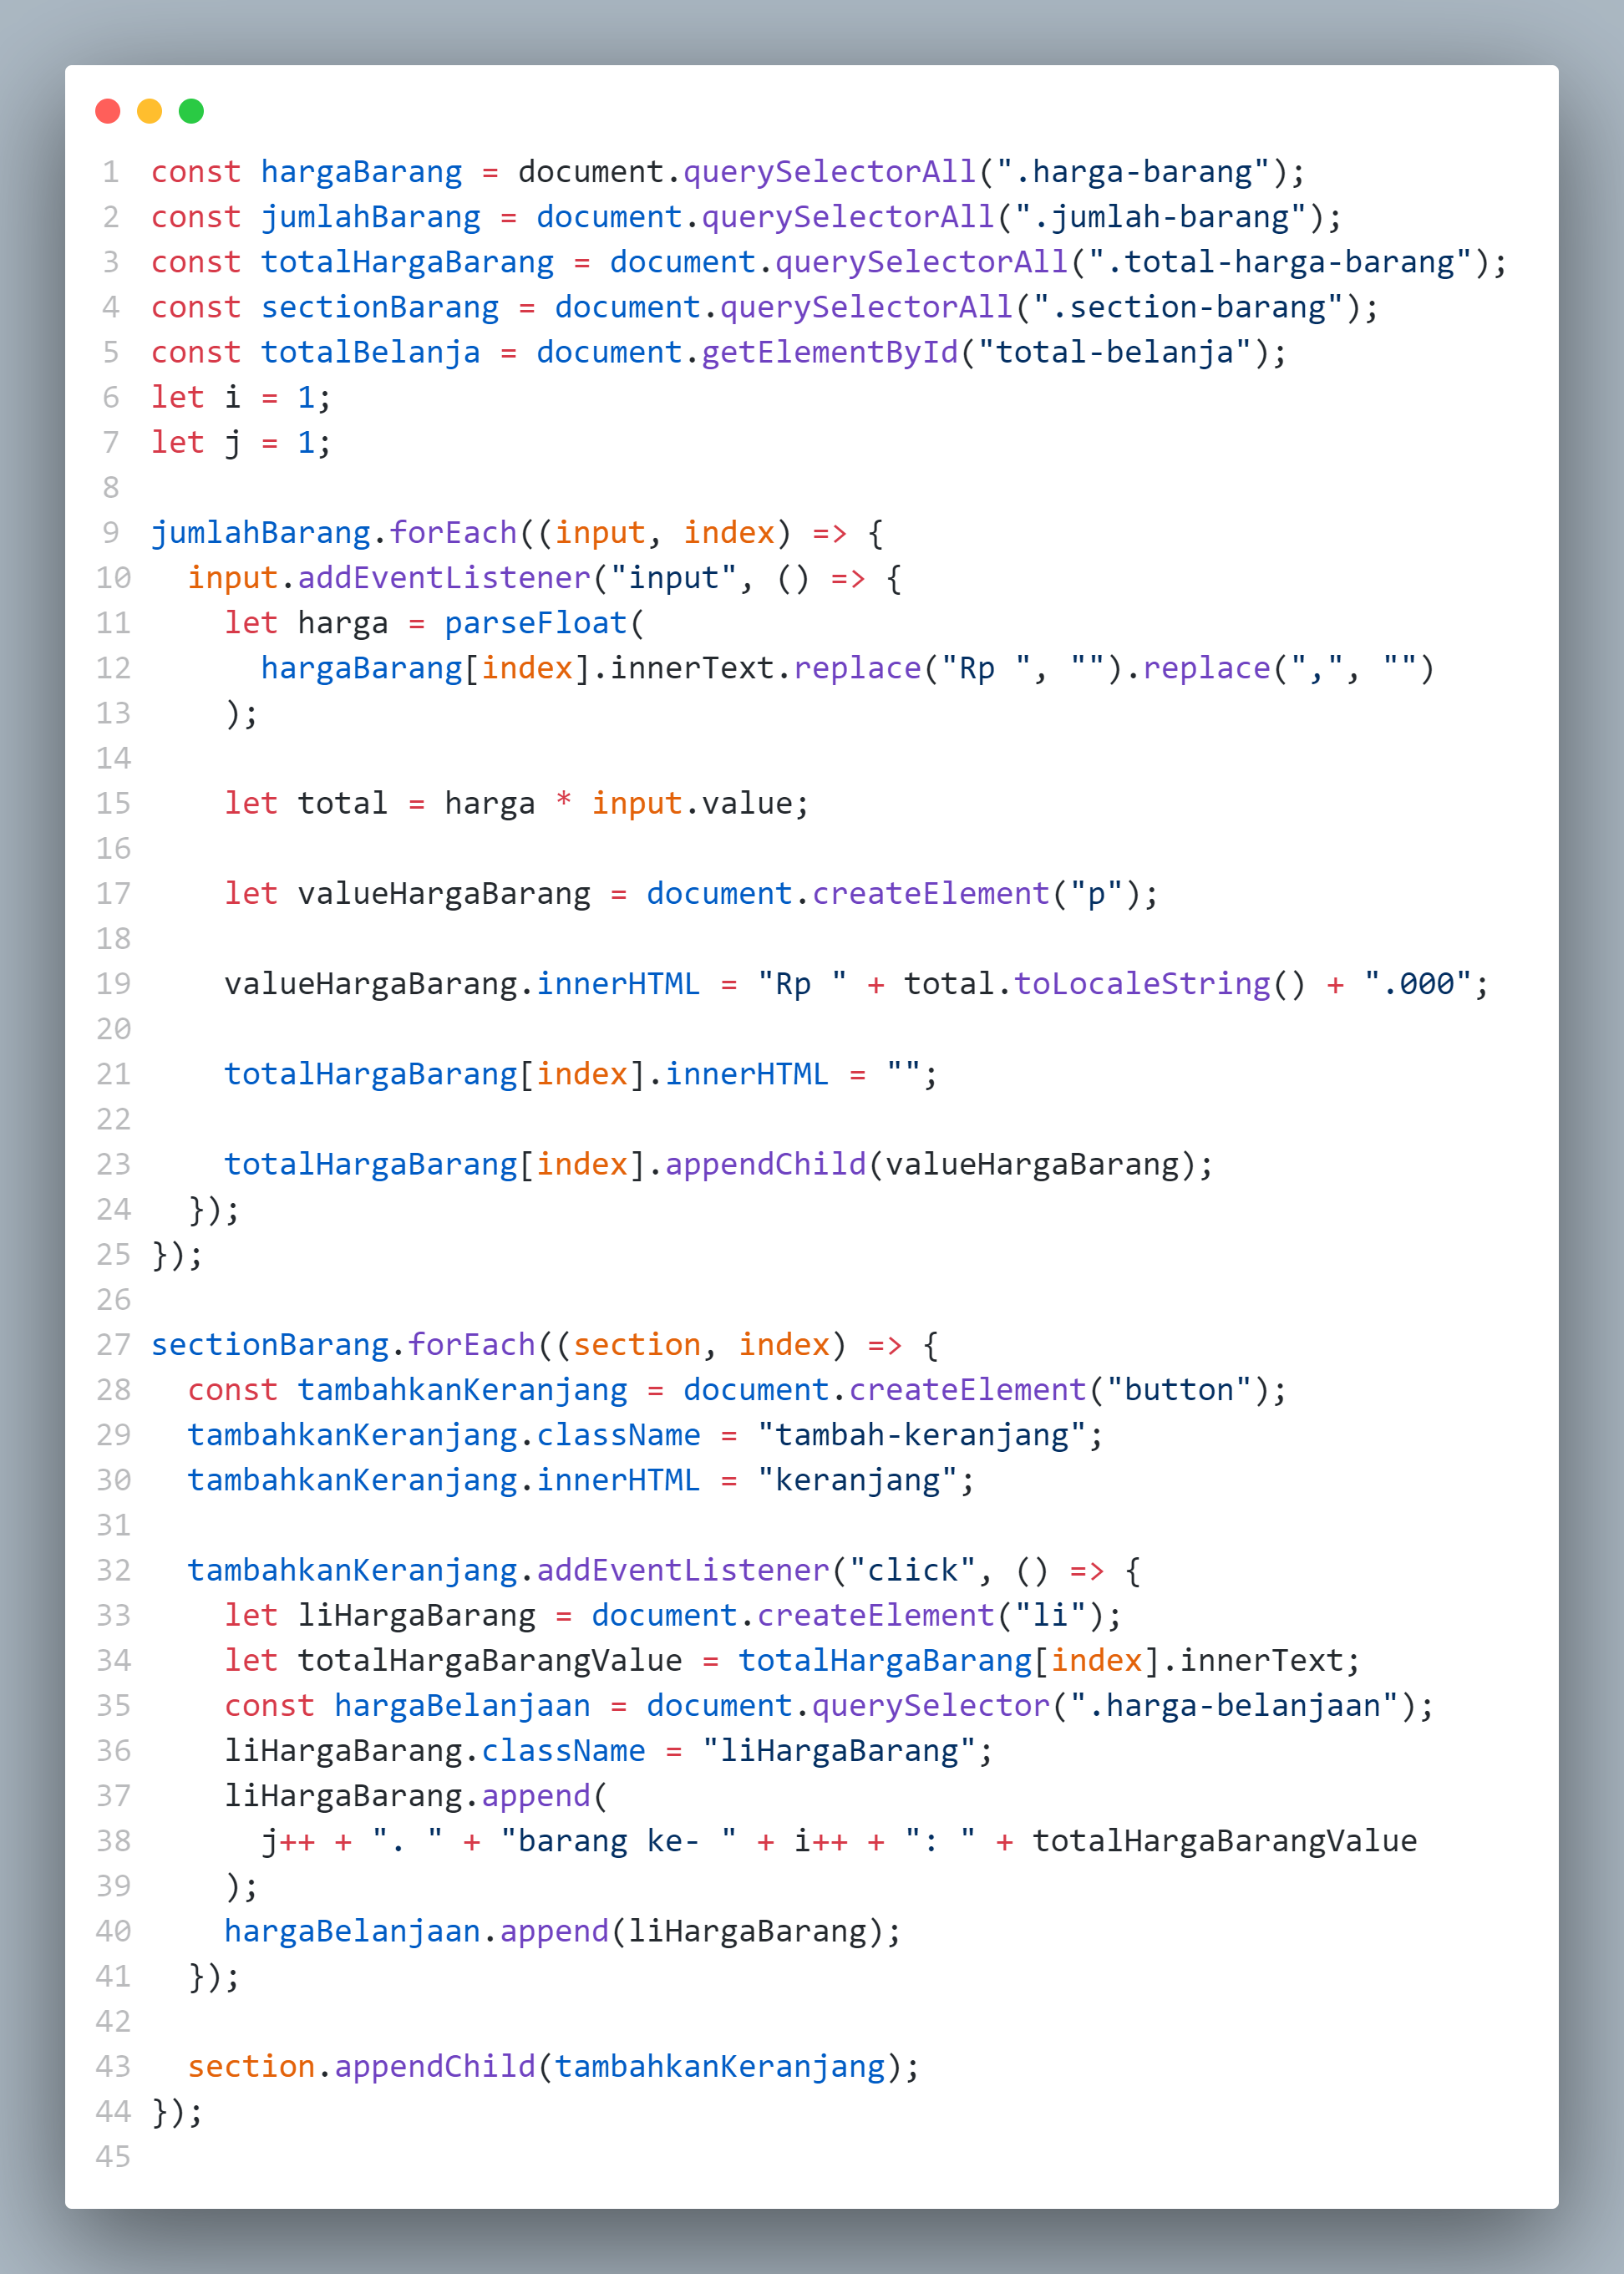 1 const hargaBarang = document.querySelectorAll(".harga-barang");
2 const jumlahBarang = document.querySelectorAll(".jumlah-barang");
3 const totalHargaBarang = document.querySelectorAll(".total-harga-barang");
4 const sectionBarang = document.querySelectorAll(".section-barang");
5 const totalBelanja = document.getElementById("total-belanja");
6 let i = 1;
7 let j = 1;
8
9 jumlahBarang.forEach((input, index) => {
10   input.addEventListener("input", () => {
11     let harga = parseFloat(
12       hargaBarang[index].innerText.replace("Rp ", "").replace(",", "")
13     );
14
15     let total = harga * input.value;
16
17     let valueHargaBarang = document.createElement("p");
18
19     valueHargaBarang.innerHTML = "Rp " + total.toLocaleString() + ".000";
20
21     totalHargaBarang[index].innerHTML = "";
22
23     totalHargaBarang[index].appendChild(valueHargaBarang);
24   });
25 });
26
27 sectionBarang.forEach((section, index) => {
28   const tambahkanKeranjang = document.createElement("button");
29   tambahkanKeranjang.className = "tambah-keranjang";
30   tambahkanKeranjang.innerHTML = "keranjang";
31
32   tambahkanKeranjang.addEventListener("click", () => {
33     let liHargaBarang = document.createElement("li");
34     let totalHargaBarangValue = totalHargaBarang[index].innerText;
35     const hargaBelanjaan = document.querySelector(".harga-belanjaan");
36     liHargaBarang.className = "liHargaBarang";
37     liHargaBarang.append(
38       j++ + ". " + "barang ke- " + i++ + ": " + totalHargaBarangValue
39     );
40     hargaBelanjaan.append(liHargaBarang);
41   });
42
43   section.appendChild(tambahkanKeranjang);
44 });
45